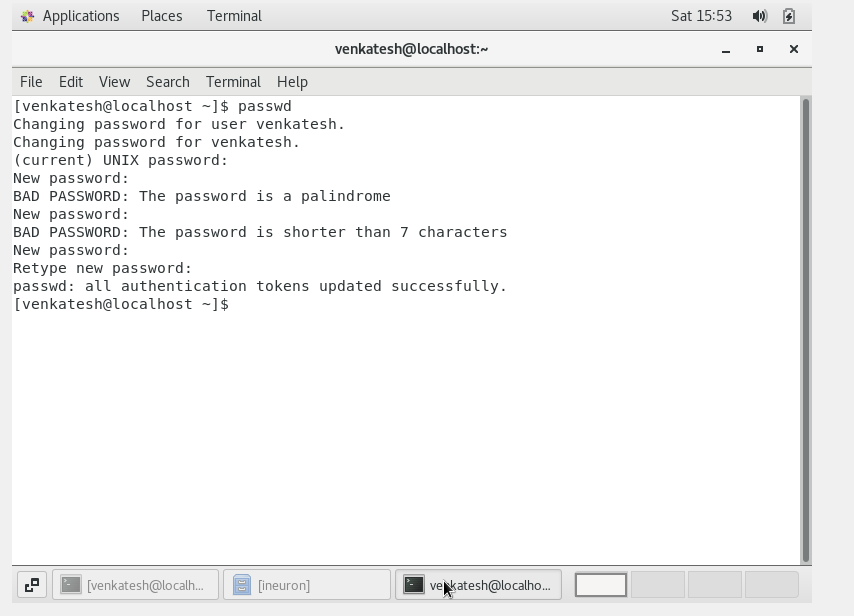 Applications Places Terminal Sat 15:53
venkatesh@localhost:~
File Edit View Search Terminal Help
[venkatesh@localhost ~]$ passwd
Changing password for user venkatesh.
Changing password for venkatesh.
(current) UNIX password:
New password:
BAD PASSWORD: The password is a palindrome
New password:
BAD PASSWORD: The password is shorter than 7 characters
New password:
Retype new password:
passwd: all authentication tokens updated successfully.
[venkatesh@localhost ~]$
[venkatesh@localh... [ineuron] venkatesh@localho...